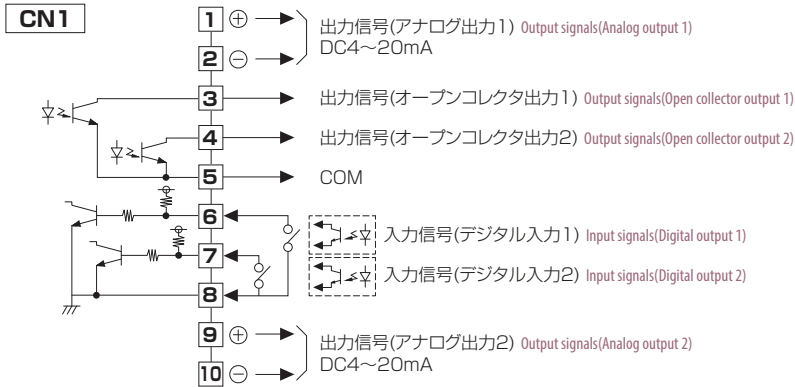 CN1
1 ⊕ 出力信号(アナログ出力1) Output signals(Analog output 1)
DC4～20mA
2 ⊖
3 出力信号(オープンコレクタ出力1) Output signals(Open collector output 1)
4 出力信号(オープンコレクタ出力2) Output signals(Open collector output 2)
5 COM
6
入力信号(デジタル入力1) Input signals(Digital output 1)
7
入力信号(デジタル入力2) Input signals(Digital output 2)
8
9 ⊕ 出力信号(アナログ出力2) Output signals(Analog output 2)
DC4～20mA
10 ⊖